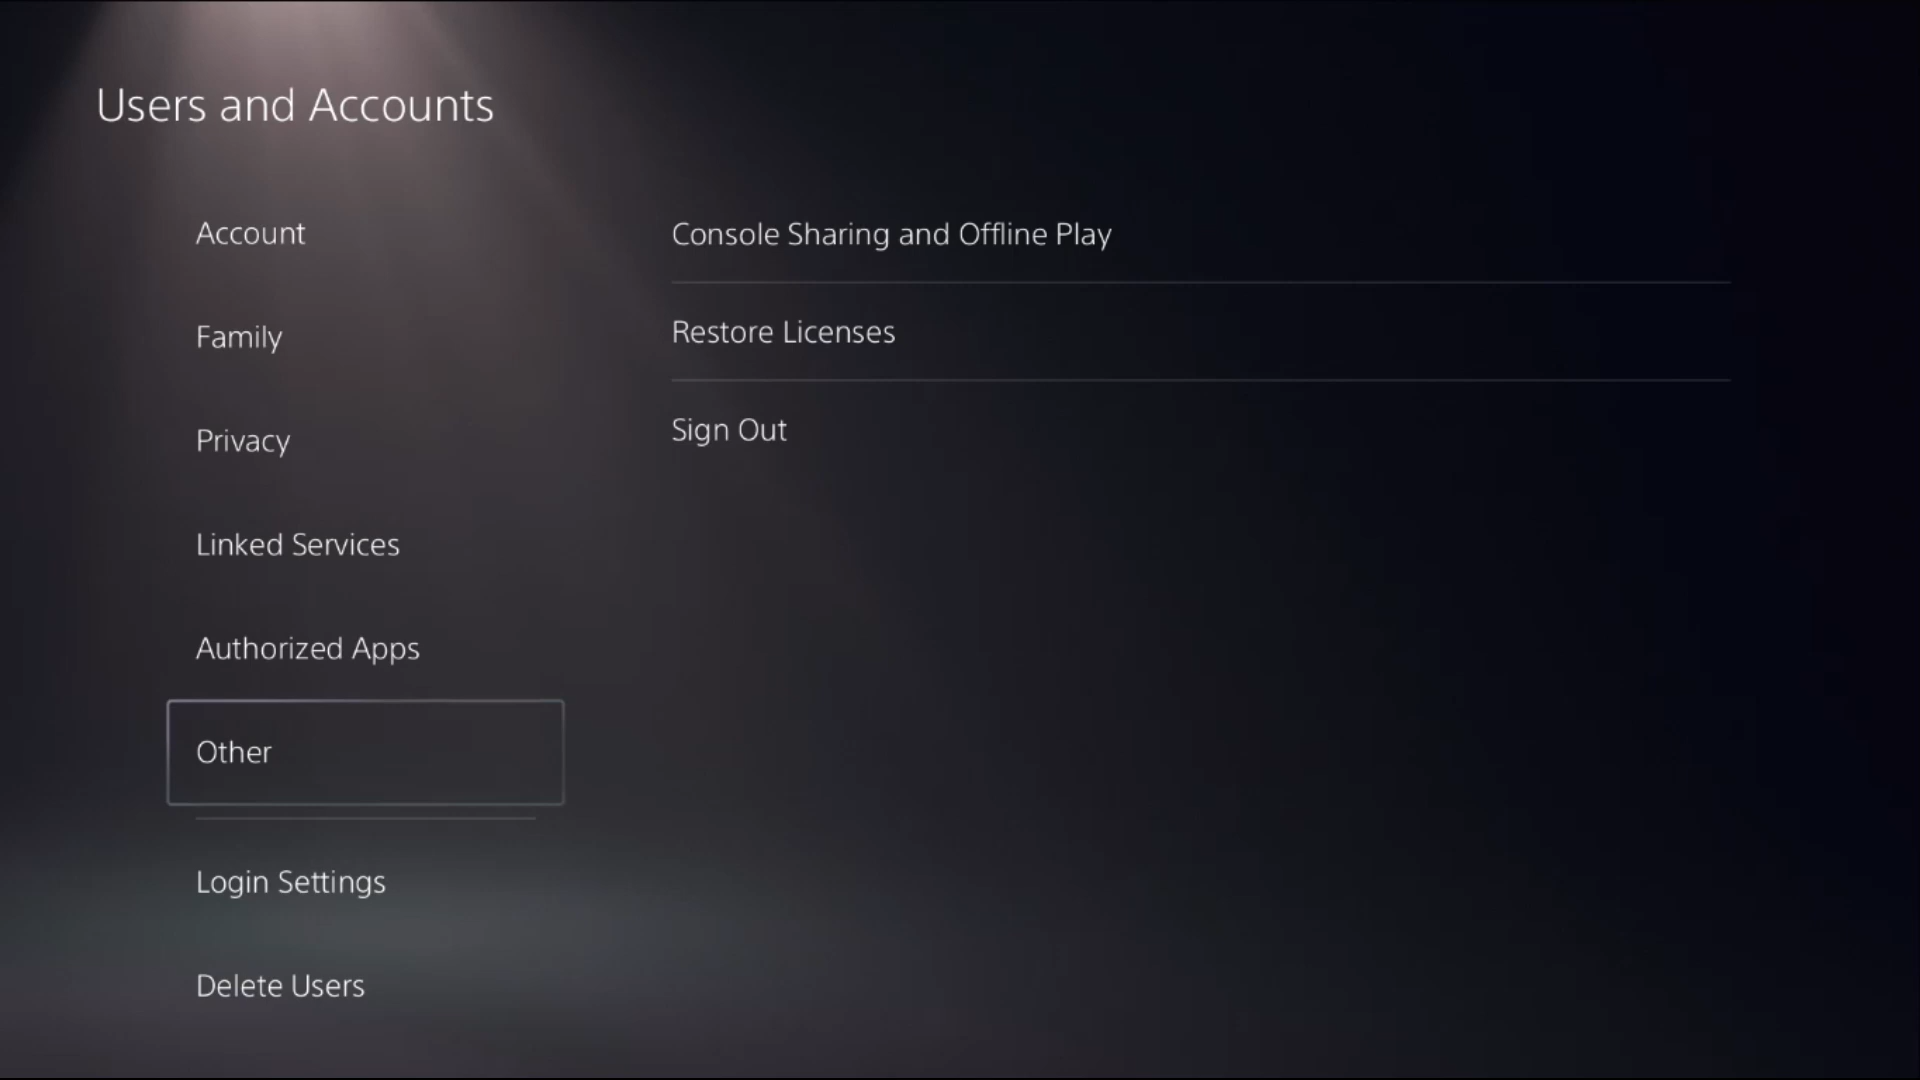 Users and Accounts
Account
Family
Privacy
Linked Services
Authorized Apps
Other
Login Settings
Delete Users
Console Sharing and Offline Play
Restore Licenses
Sign Out